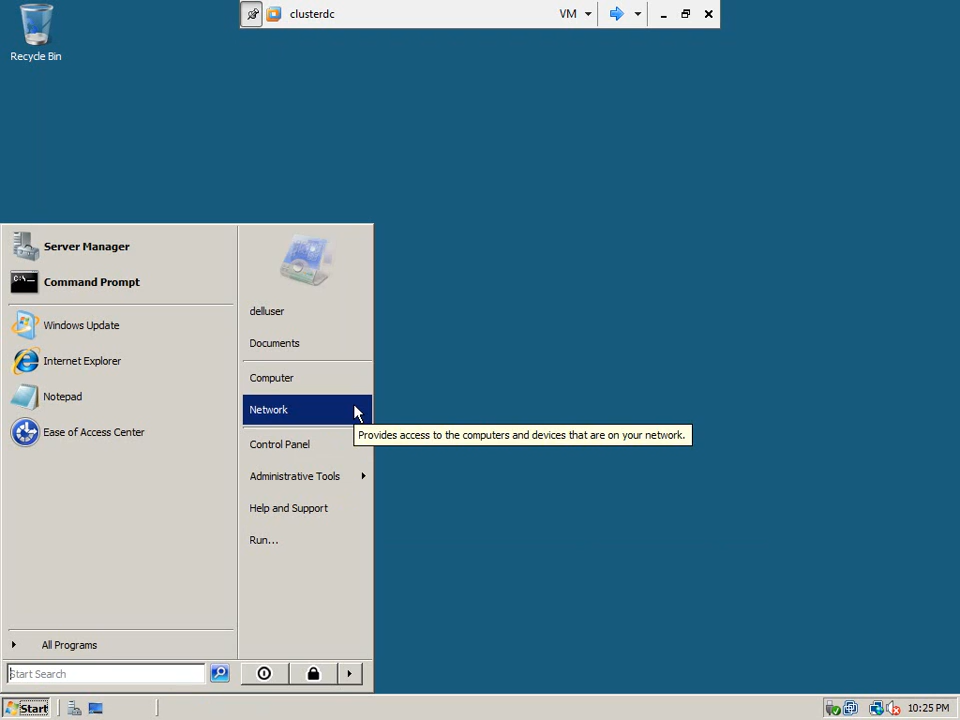 clusterdc
VM
Recycle Bin
Server Manager
Command Prompt
Windows Update
Internet Explorer
Notepad
Ease of Access Center
All Programs
Start Search
delluser
Documents
Computer
Network
Provides access to the computers and devices that are on your network.
Control Panel
Administrative Tools
Help and Support
Run...
Start
10:25 PM